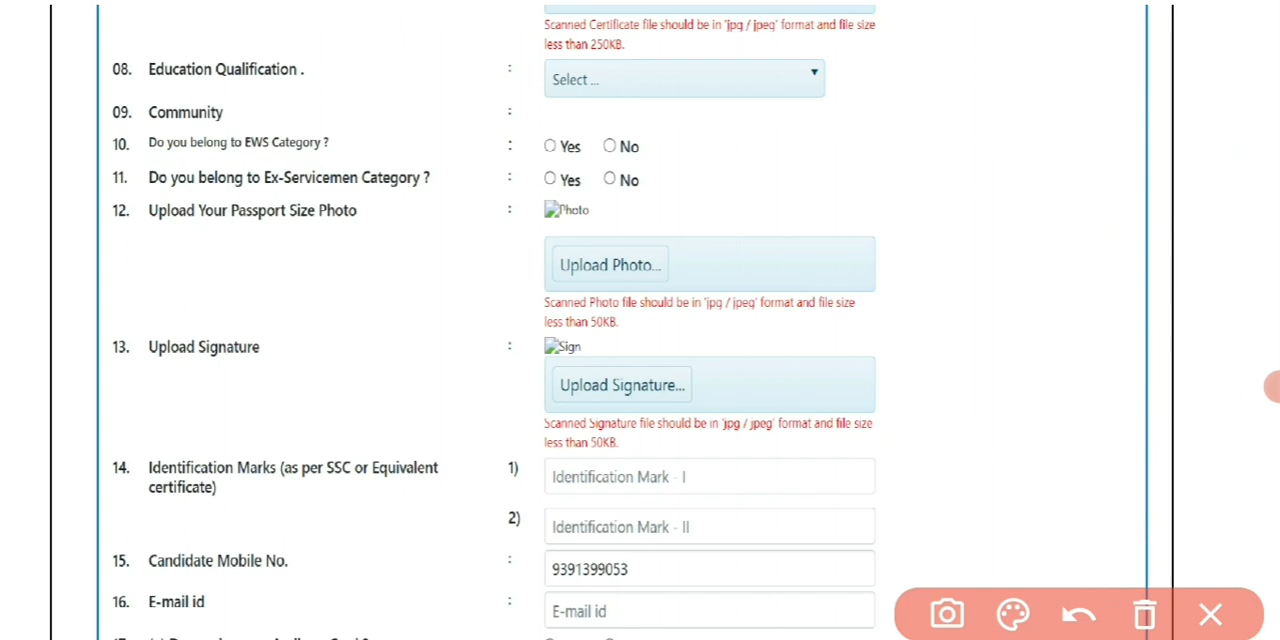 Scanned Certificate file should be in 'jpg / jpeg' format and file size
less than 250KB.
08. Education Qualification . : Select ...
09. Community :
10. Do you belong to EWS Category ? : Yes No
11. Do you belong to Ex-Servicemen Category ? : Yes No
12. Upload Your Passport Size Photo : Photo
Upload Photo...
Scanned Photo file should be in 'jpg / jpeg' format and file size
less than 50KB.
13. Upload Signature : Sign
Upload Signature...
Scanned Signature file should be in 'jpg / jpeg' format and file size
less than 50KB.
14. Identification Marks (as per SSC or Equivalent 1) Identification Mark - I
certificate)
2) Identification Mark - II
15. Candidate Mobile No. : 9391399053
16. E-mail id : E-mail id